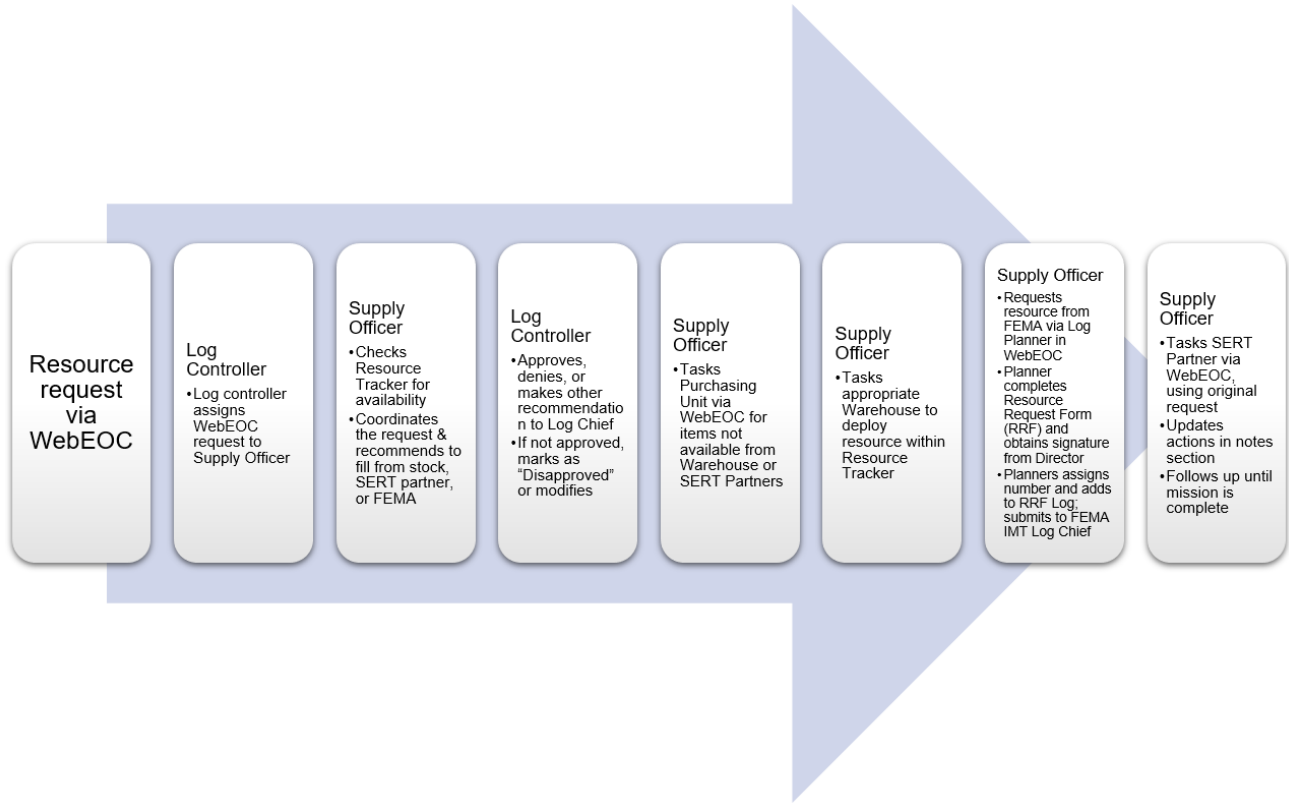 Resource
request
via
WebEOC
Log
Controller
•Log controller
assigns
WebEOC
request to
Supply Officer
Supply
Officer
•Checks
Resource
Tracker for
availability
•Coordinates
the request &
recommends to
fill from stock,
SERT partner,
or FEMA
Log
Controller
•Approves,
denies, or
makes other
recommendatio
n to Log Chief
•If not approved,
marks as
“Disapproved”
or modifies
Supply
Officer
•Tasks
Purchasing
Unit via
WebEOC for
items not
available from
Warehouse or
SERT Partners
Supply
Officer
•Tasks
appropriate
Warehouse to
deploy
resource within
Resource
Tracker
Supply Officer
•Requests
resource from
FEMA via Log
Planner in
WebEOC
•Planner
completes
Resource
Request Form
(RRF) and
obtains signature
from Director
•Planners assigns
number and adds
to RRF Log;
submits to FEMA
IMT Log Chief
Supply
Officer
•Tasks SERT
Partner via
WebEOC,
using original
request
•Updates
actions in notes
section
•Follows up until
mission is
complete